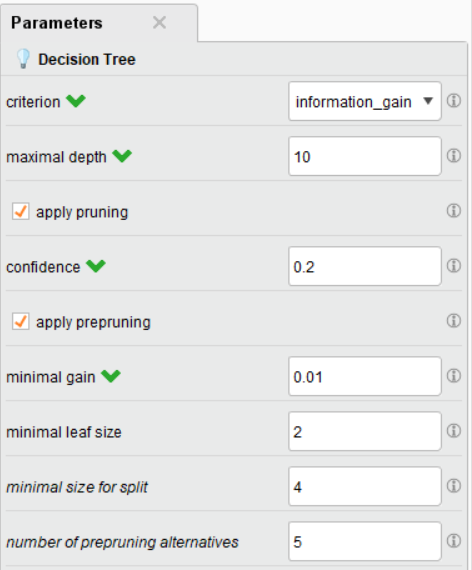 Parameters
Decision Tree
criterion information_gain
maximal depth 10
apply pruning
confidence 0.2
apply prepruning
minimal gain 0.01
minimal leaf size 2
minimal size for split 4
number of prepruning alternatives 5